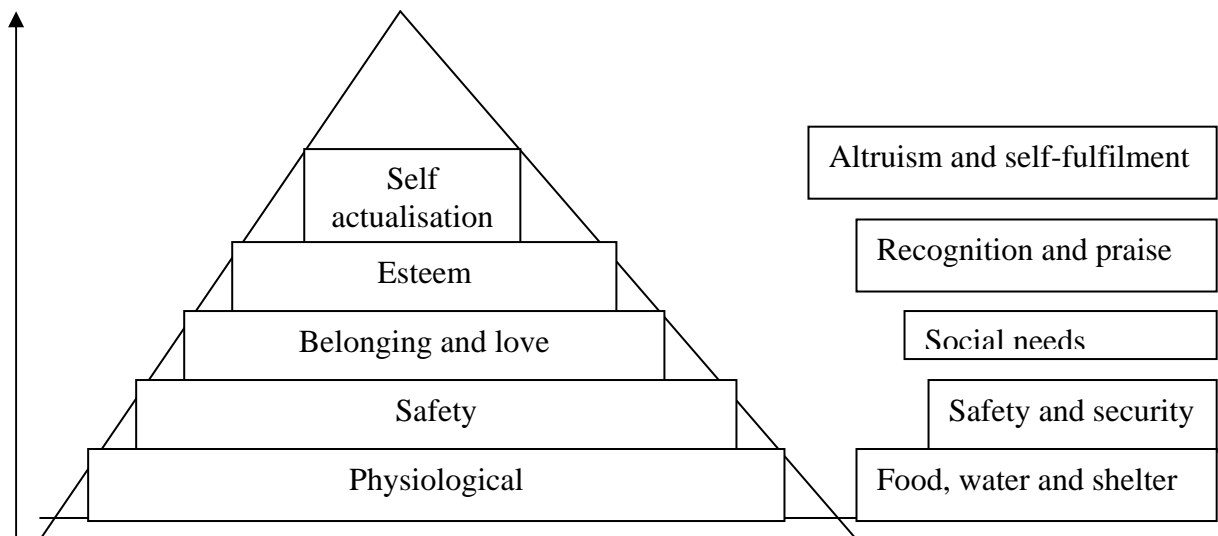 Self
actualisation
Altruism and self-fulfilment
Esteem
Recognition and praise
Belonging and love
Social needs
Safety
Safety and security
Physiological
Food, water and shelter